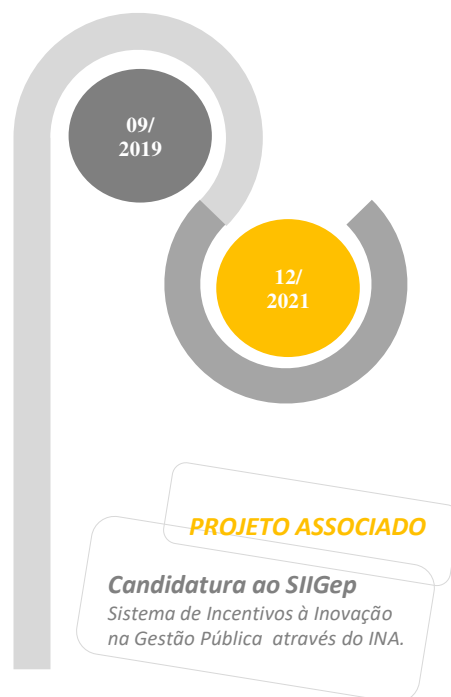 09/
2019
12/
2021
PROJETO ASSOCIADO
Candidatura ao SIIGep
Sistema de Incentivos à Inovação
na Gestão Pública através do INA.